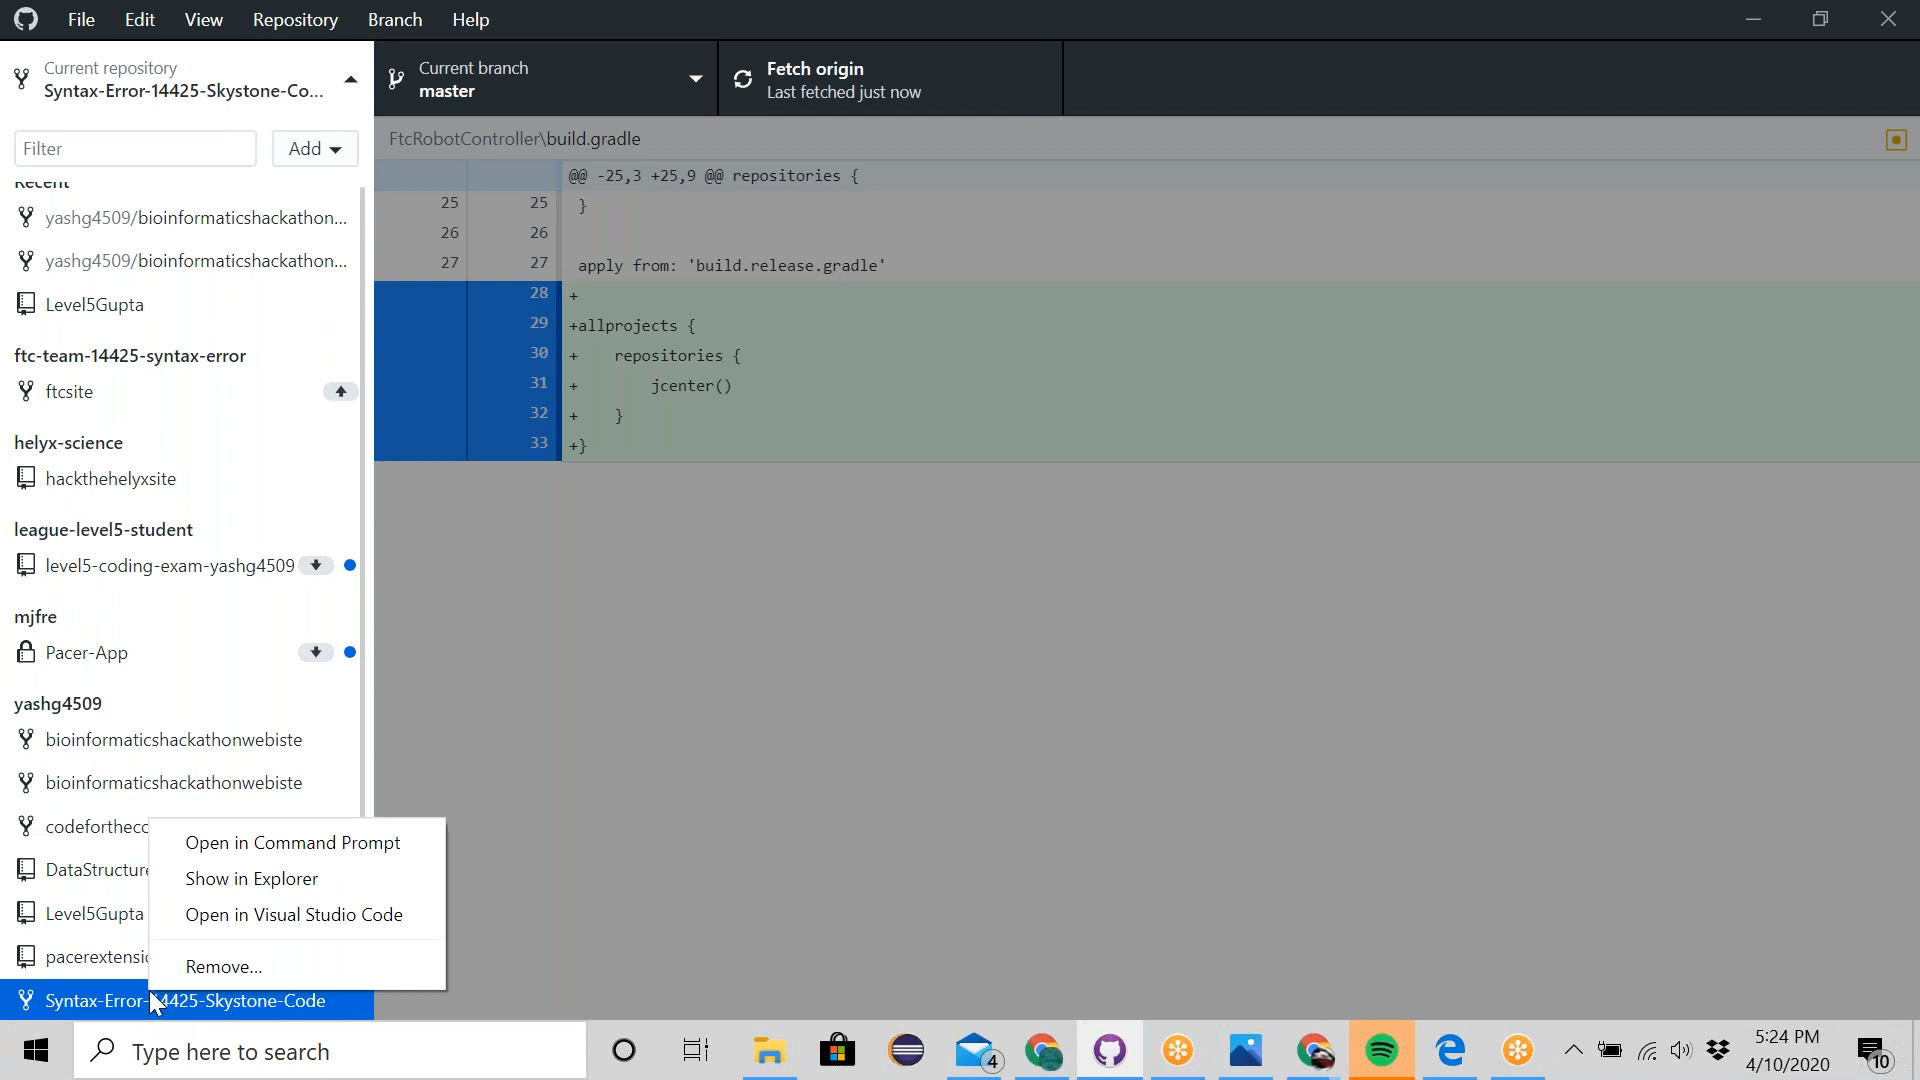 File Edit View Repository Branch Help
Current repository
Syntax-Error-14425-Skystone-Co...
Current branch
master
Fetch origin
Last fetched just now
Filter
Add
FtcRobotController\build.gradle
Recent
yashg4509/bioinformaticshackathon...
yashg4509/bioinformaticshackathon...
Level5Gupta
ftc-team-14425-syntax-error
ftcsite
helyx-science
hackthehelyxsite
league-level5-student
level5-coding-exam-yashg4509
mjfre
Pacer-App
yashg4509
bioinformaticshackathonwebiste
bioinformaticshackathonwebiste
codeforthecc
DataStructure
Level5Gupta
pacerextensic
Syntax-Error-14425-Skystone-Code
@@ -25,3 +25,9 @@ repositories {
25 25 }
26 26
27 27 apply from: 'build.release.gradle'
28 +
29 +allprojects {
30 + repositories {
31 + jcenter()
32 + }
33 +}
Open in Command Prompt
Show in Explorer
Open in Visual Studio Code
Remove...
Type here to search
4
5:24 PM
4/10/2020
10